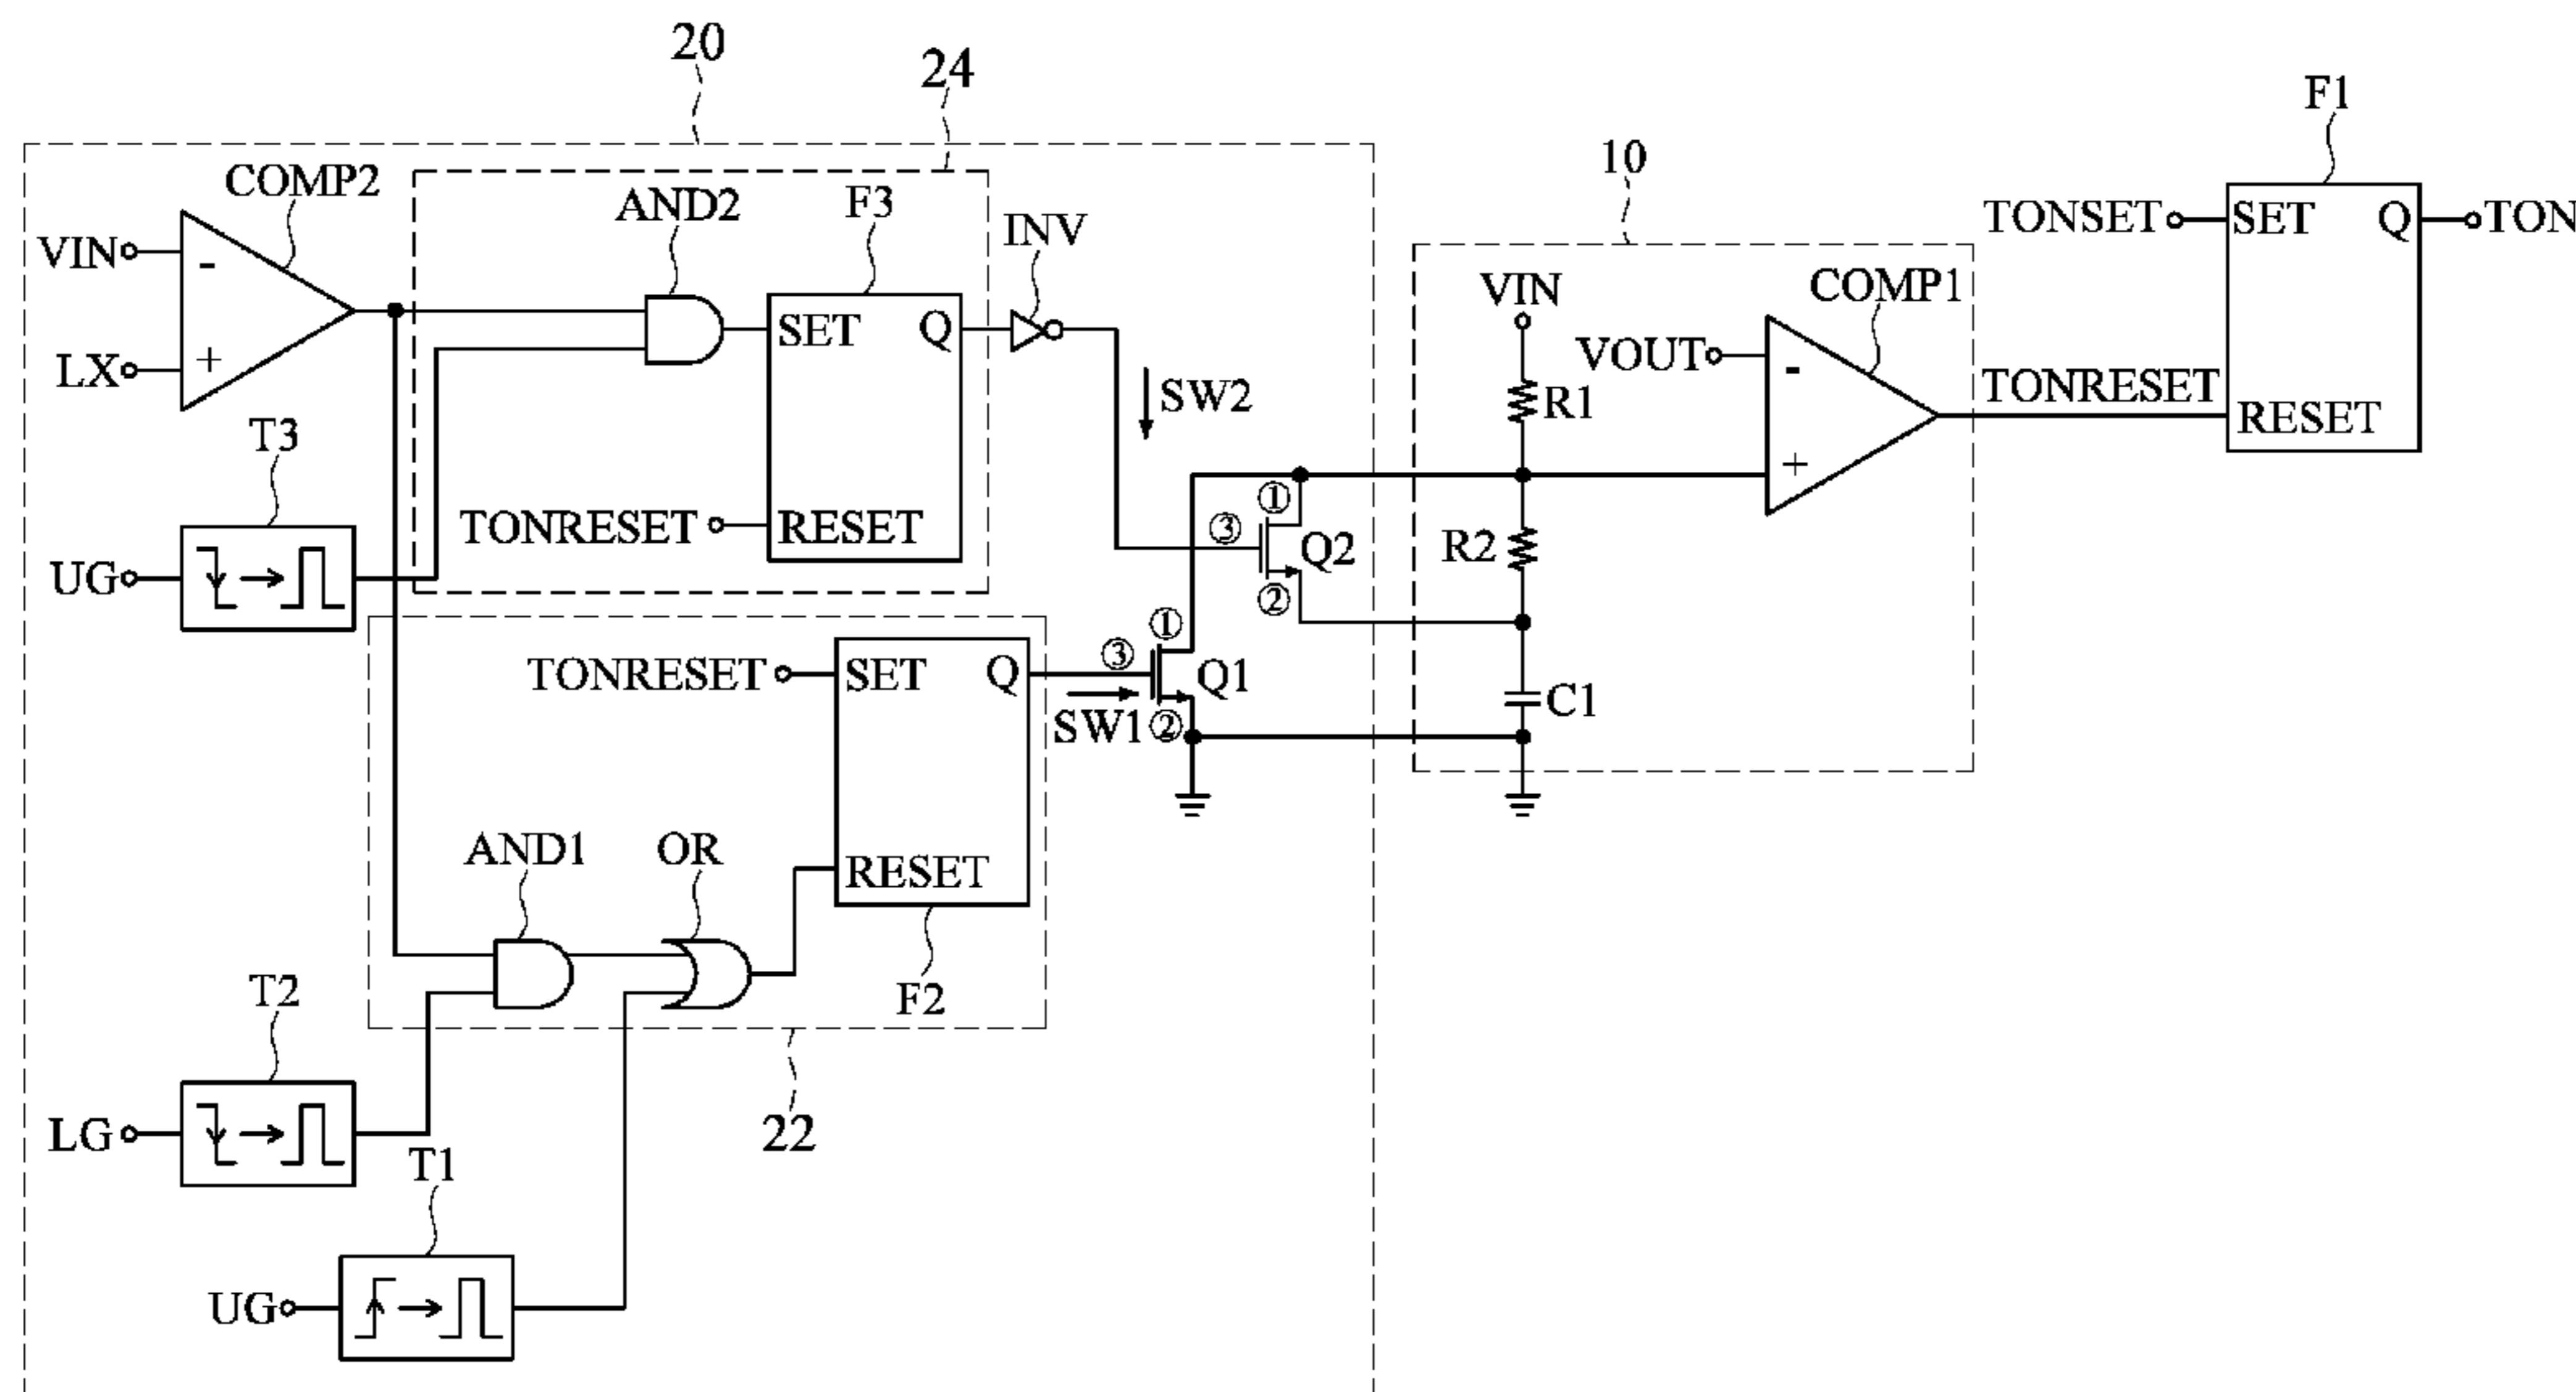 20
24
F1
COMP2
10
AND2
F3
INV
TONSET
SET
Q
TON
VIN
-
SET
Q
VIN
COMP1
LX
+
SW2
R1
VOUT
-
TONRESET
RESET
T3
+
①
TONRESET
RESET
③
Q2
R2
UG
②
①
TONRESET
SET
Q
③
Q1
C1
SW1
②
AND1
OR
RESET
T2
F2
LG
22
T1
UG